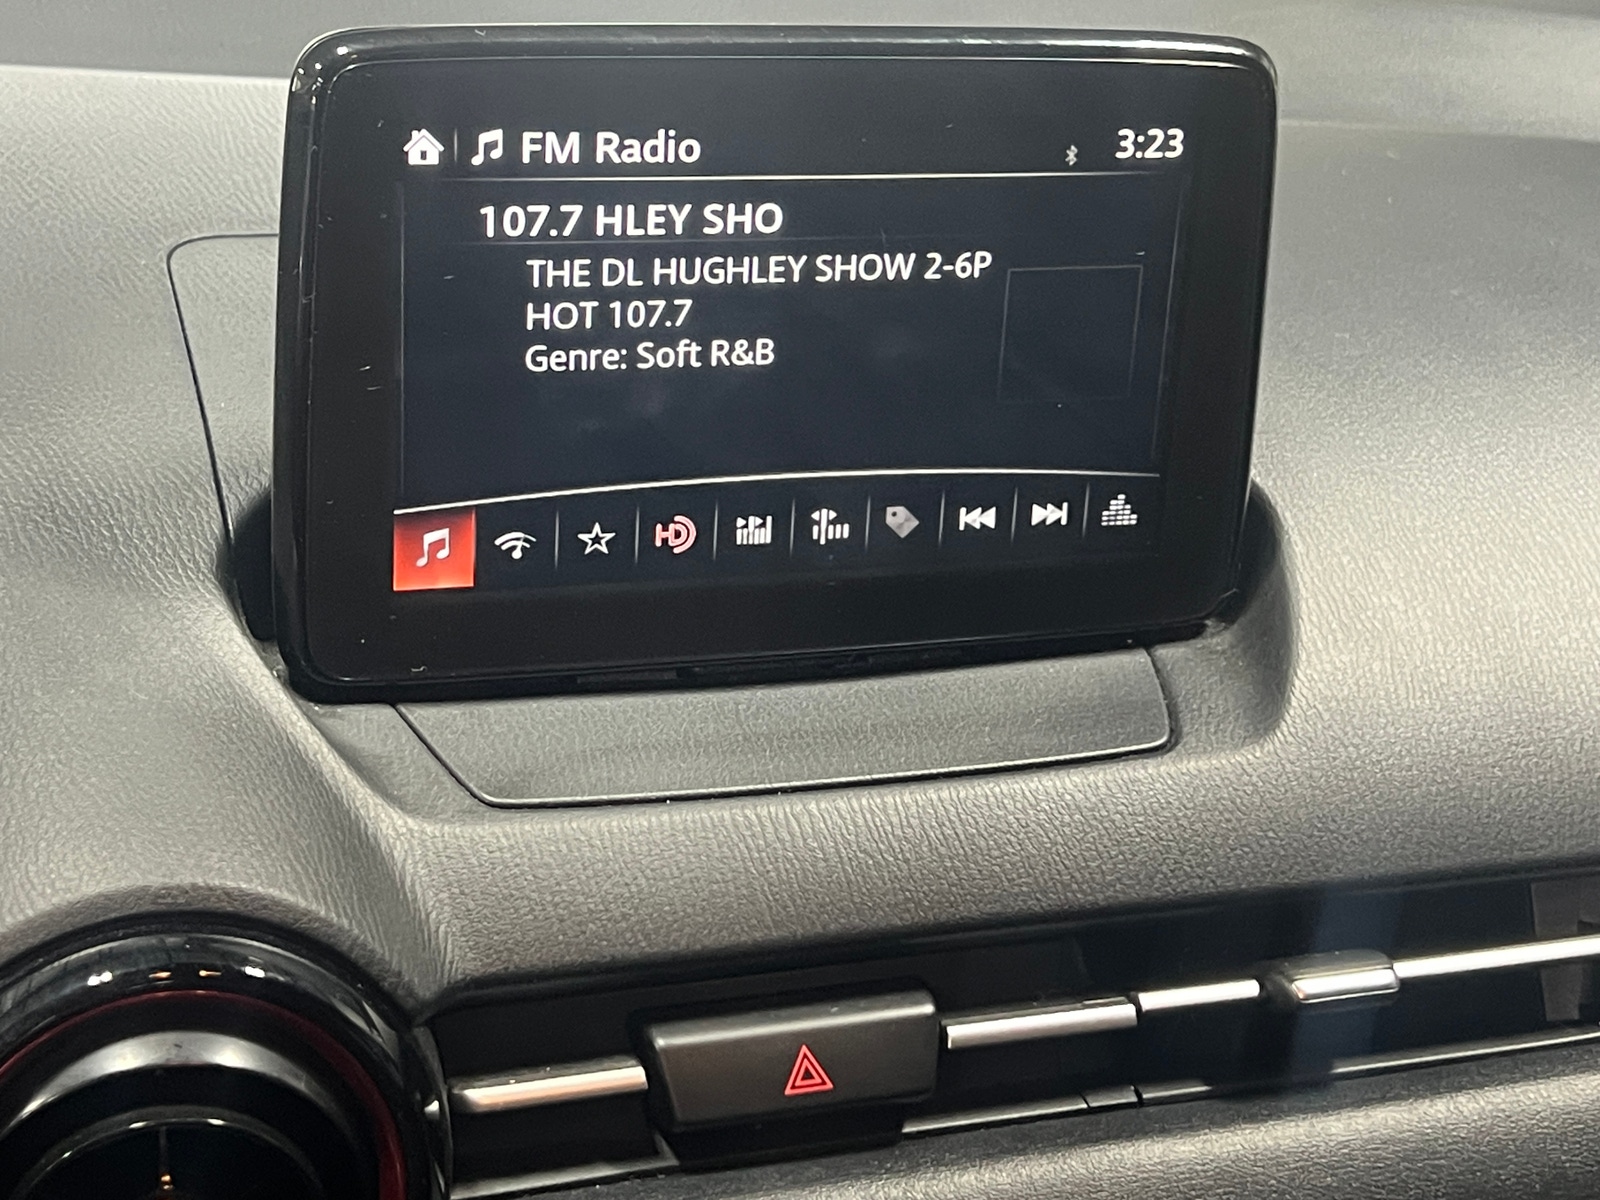 FM Radio
3:23
107.7 HLEY SHO
THE DL HUGHLEY SHOW 2-6P
HOT 107.7
Genre: Soft R&B
HD